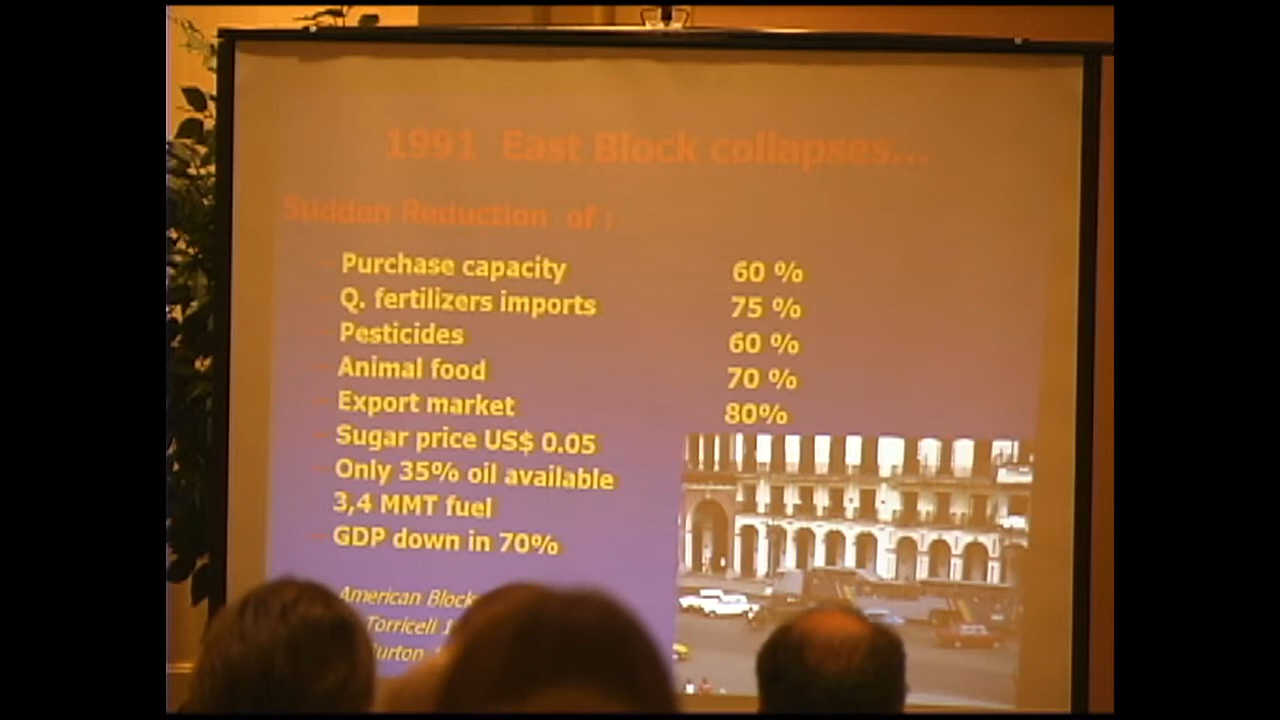 1991 East Block collapses...
Sudden Reduction of :
- Purchase capacity 60 %
- Q. fertilizers imports 75 %
- Pesticides 60 %
- Animal food 70 %
- Export market 80%
- Sugar price US$ 0.05
- Only 35% oil available
3,4 MMT fuel
- GDP down in 70%
American Block
Torricell